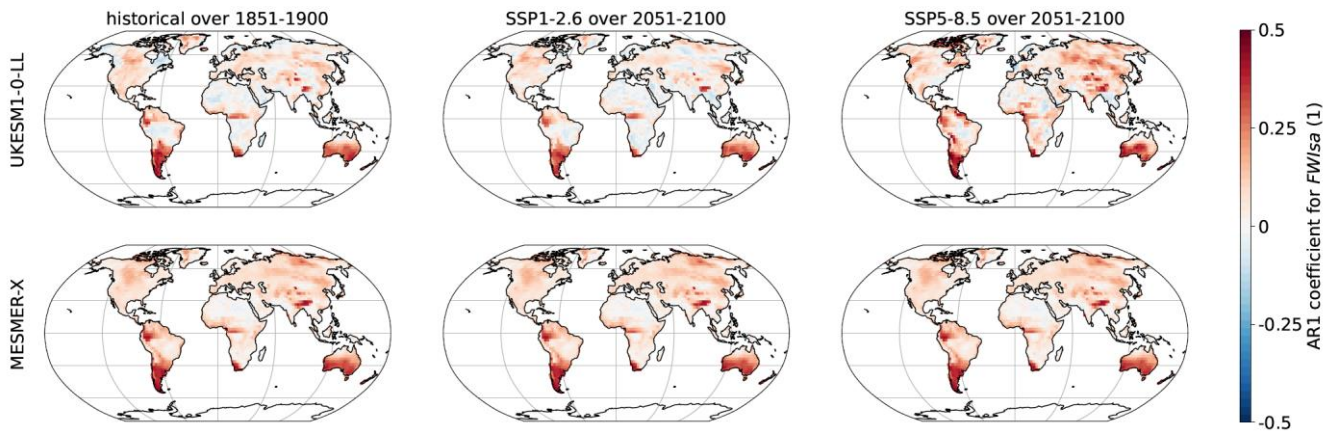 historical over 1851-1900
SSP1-2.6 over 2051-2100
SSP5-8.5 over 2051-2100
UKESM1-0-LL
MESMER-X
0.5
0.25
0
-0.25
-0.5
AR1 coefficient for FWIsa (1)